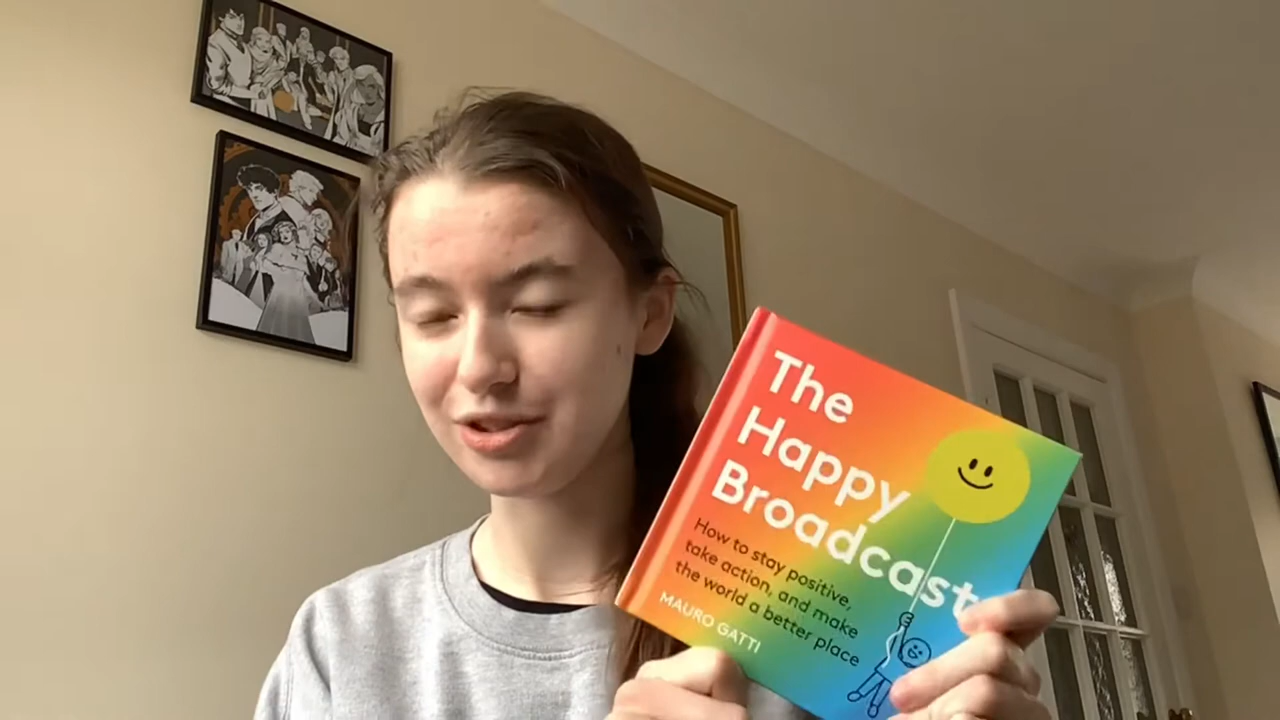 The
Happy
Broadcast
How to stay positive,
take action, and make
the world a better place
MAURO GATTI